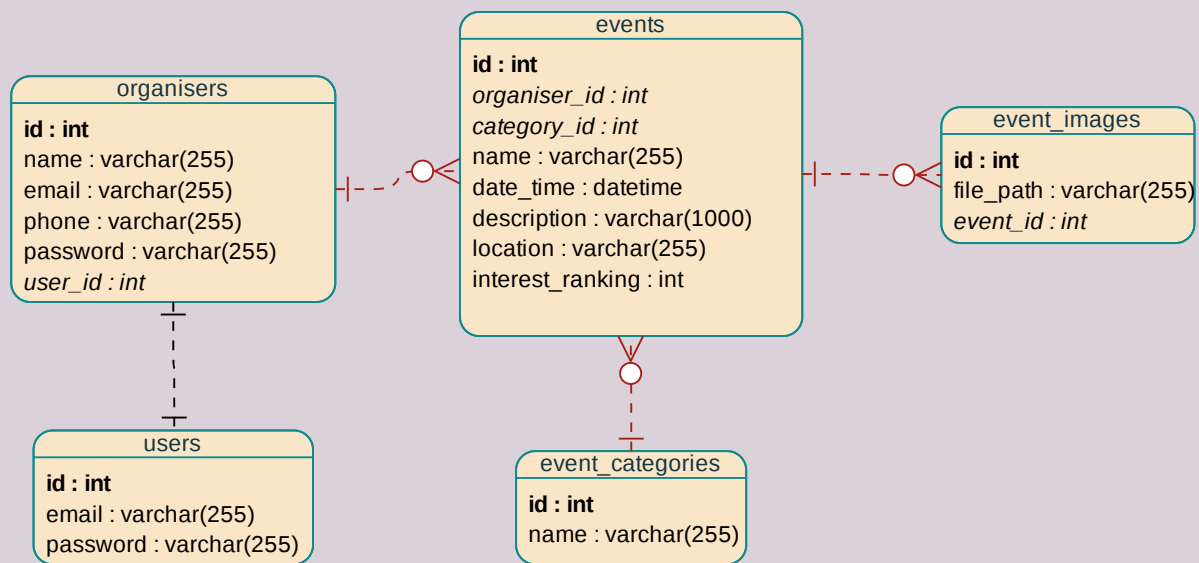 organisers
id : int
name : varchar(255)
email : varchar(255)
phone : varchar(255)
password : varchar(255)
user_id : int
events
id : int
organiser_id : int
category_id : int
name : varchar(255)
date_time : datetime
description : varchar(1000)
location : varchar(255)
interest_ranking : int
event_images
id : int
file_path : varchar(255)
event_id : int
users
id : int
email : varchar(255)
password : varchar(255)
event_categories
id : int
name : varchar(255)